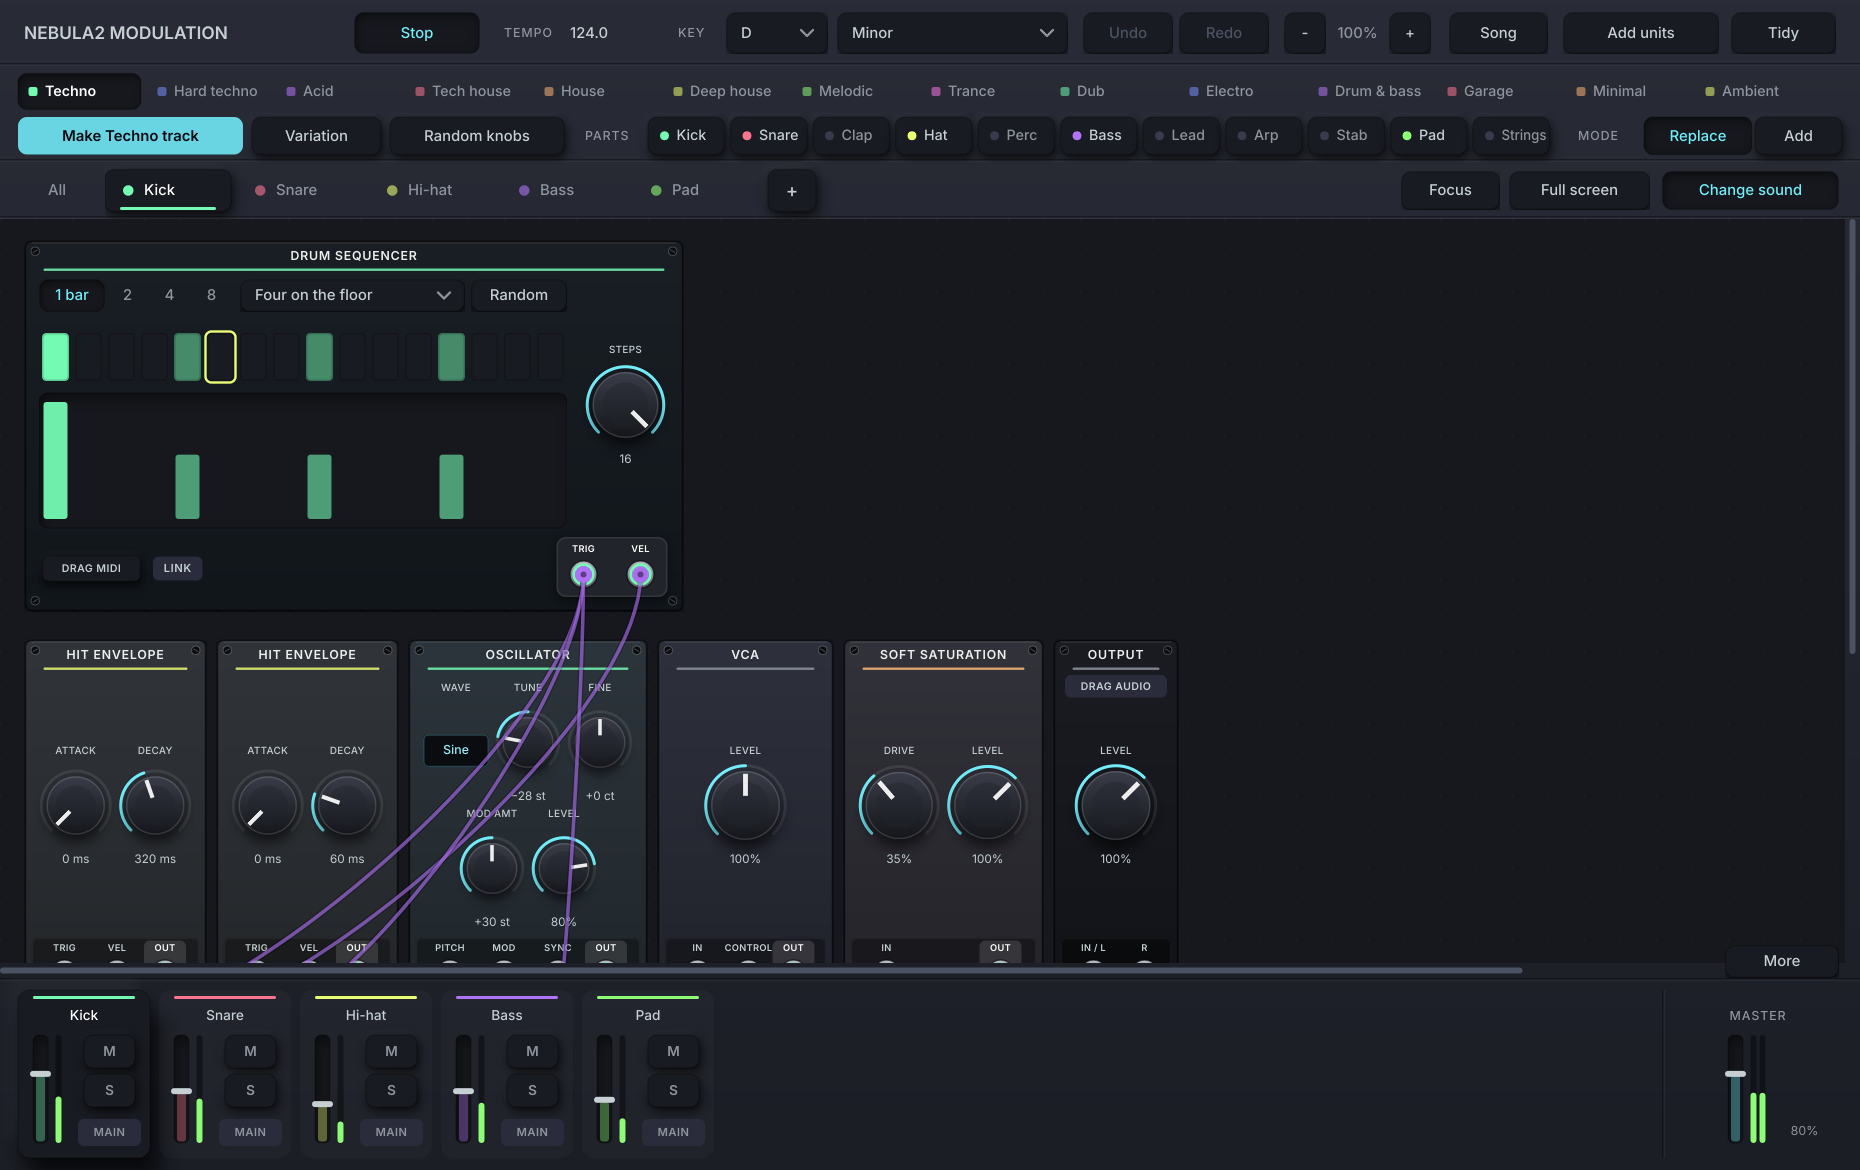 NEBULA2 MODULATION Stop TEMPO 124.0 KEY D Minor Undo Redo - 100% + Song Add units Tidy
Techno Hard techno Acid Tech house House Deep house Melodic Trance Dub Electro Drum & bass Garage Minimal Ambient
Make Techno track Variation Random knobs PARTS Kick Snare Clap Hat Perc Bass Lead Arp Stab Pad Strings MODE Replace Add
All Kick Snare Hi-hat Bass Pad + Focus Full screen Change sound
DRUM SEQUENCER
1 bar 2 4 8 Four on the floor Random
STEPS
16
TRIG VEL
DRAG MIDI LINK
HIT ENVELOPE HIT ENVELOPE OSCILLATOR VCA SOFT SATURATION OUTPUT
WAVE TUNE FINE DRAG AUDIO
ATTACK DECAY ATTACK DECAY Sine LEVEL DRIVE LEVEL LEVEL
-28 st +0 ct
MOD AMT LEVEL
0 ms 320 ms 0 ms 60 ms 100% 35% 100% 100%
+30 st 80%
TRIG VEL OUT TRIG VEL OUT PITCH MOD SYNC OUT IN CONTROL OUT IN OUT IN / L R
More
Kick Snare Hi-hat Bass Pad MASTER
M M M M M
S S S S S
MAIN MAIN MAIN MAIN MAIN 80%